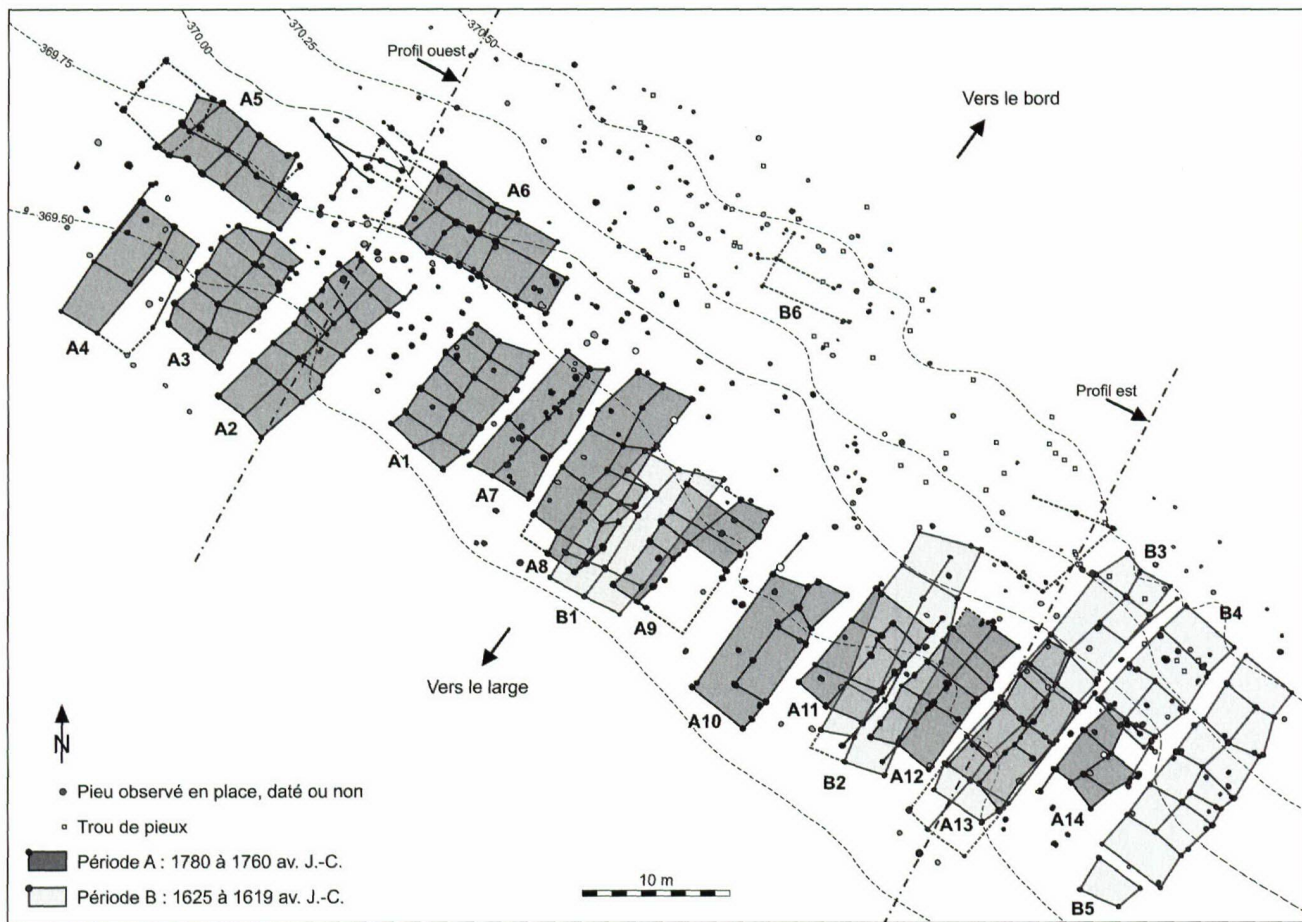 370.50
370.25
370.00
369.75
Profil ouest
Vers le bord
A5
A6
369.50
B6
A4
A3
A2
A1
A7
Profil est
A8
B1
A9
B3
B4
Vers le large
A10
A11
B2
A12
A13
A14
B5
N
Pieu observé en place, daté ou non
Trou de pieux
Période A : 1780 à 1760 av. J.-C.
Période B : 1625 à 1619 av. J.-C.
10 m